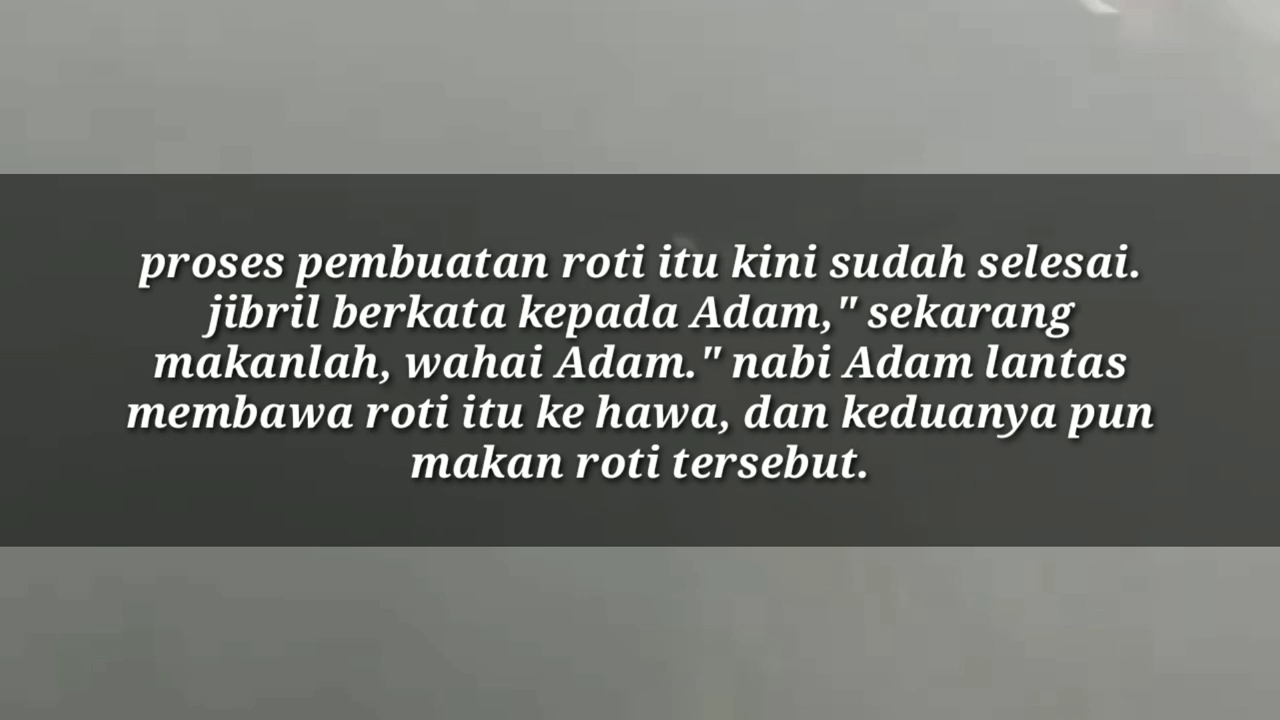 proses pembuatan roti itu kini sudah selesai.
jibril berkata kepada Adam," sekarang
makanlah, wahai Adam." nabi Adam lantas
membawa roti itu ke hawa, dan keduanya pun
makan roti tersebut.